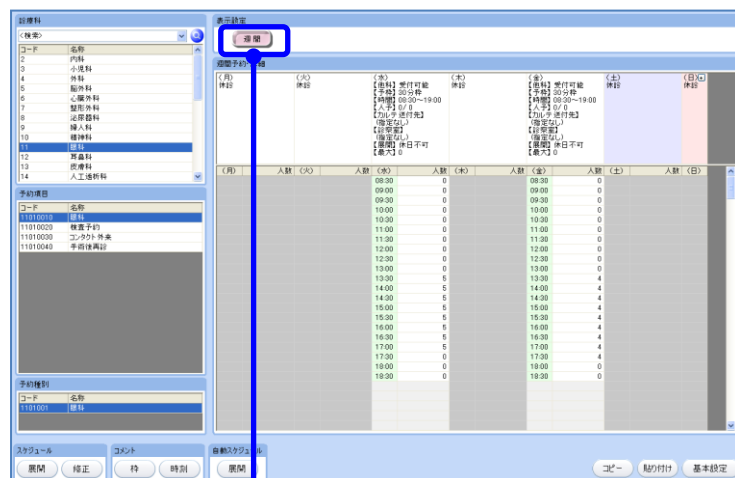 診療科
<検索>
コード 名称
2 内科
3 小児科
4 外科
5 脳外科
6 心臓外科
7 整形外科
8 泌尿器科
9 婦人科
10 精神科
11 眼科
12 耳鼻科
13 皮膚科
14 人工透析科
予約項目
コード 名称
11010010 眼科
11010020 検査予約
11010030 コンタクト外来
11010040 手術後再診
予約種別
コード 名称
1101001 眼科
スケジュール
展開 修正
コメント
枠 時刻
自動スケジュール
展開
表示設定
週間
週間予約 細
(月)
休診
(火)
休診
(水)
【他科】受付可能
【予枠】30分枠
【時間】08:30～19:00
【人予】0/ 0
【カルテ送付先】
(指定なし)
【診察室】
(指定なし)
【展開】休日不可
【最大】0
(木)
休診
(金)
【他科】受付可能
【予枠】30分枠
【時間】08:30～19:00
【人予】0/ 0
【カルテ送付先】
(指定なし)
【診察室】
(指定なし)
【展開】休日不可
【最大】0
(土)
休診
(日)
休診
(月) 人数 (火) 人数 (水) 人数 (木) 人数 (金) 人数 (土) 人数 (日)
08:30 0 08:30 0
09:00 0 09:00 0
09:30 0 09:30 0
10:00 0 10:00 0
10:30 0 10:30 0
11:00 0 11:00 0
11:30 0 11:30 0
12:00 0 12:00 0
12:30 0 12:30 0
13:00 0 13:00 0
13:30 5 13:30 4
14:00 5 14:00 4
14:30 5 14:30 4
15:00 5 15:00 4
15:30 5 15:30 4
16:00 5 16:00 4
16:30 5 16:30 4
17:00 5 17:00 4
17:30 0 17:30 4
18:00 0 18:00 0
18:30 0 18:30 0
コピー 貼り付け 基本設定